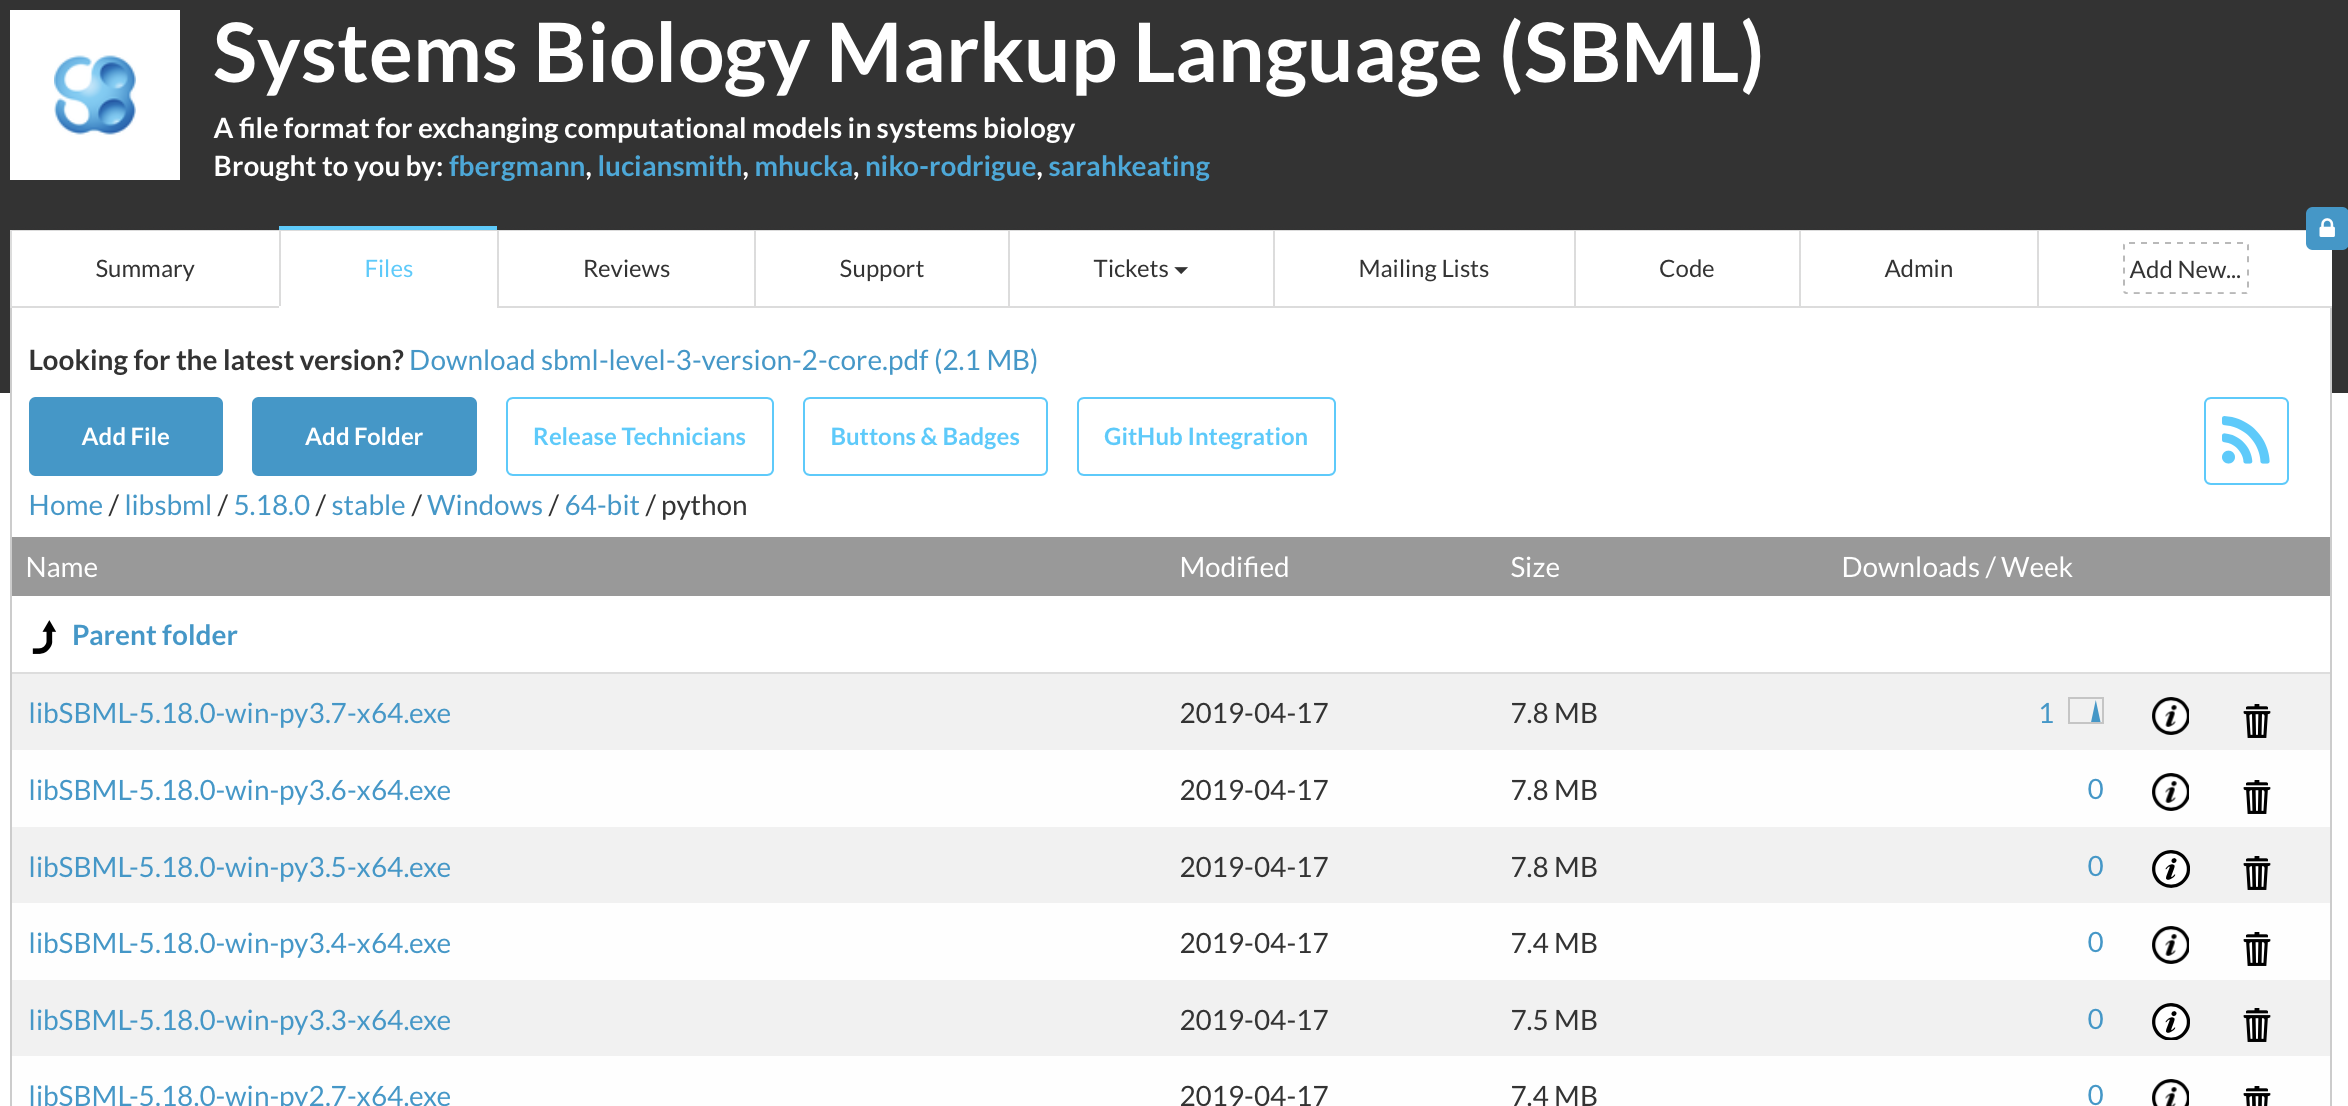 Systems Biology Markup Language (SBML)
A file format for exchanging computational models in systems biology
Brought to you by: fbergmann, luciansmith, mhucka, niko-rodrigue, sarahkeating
Summary Files Reviews Support Tickets Mailing Lists Code Admin Add New...
Looking for the latest version? Download sbml-level-3-version-2-core.pdf (2.1 MB)
Add File Add Folder Release Technicians Buttons & Badges GitHub Integration
Home / libsbml / 5.18.0 / stable / Windows / 64-bit / python
Name Modified Size Downloads / Week
Parent folder
libSBML-5.18.0-win-py3.7-x64.exe 2019-04-17 7.8 MB 1
libSBML-5.18.0-win-py3.6-x64.exe 2019-04-17 7.8 MB 0
libSBML-5.18.0-win-py3.5-x64.exe 2019-04-17 7.8 MB 0
libSBML-5.18.0-win-py3.4-x64.exe 2019-04-17 7.4 MB 0
libSBML-5.18.0-win-py3.3-x64.exe 2019-04-17 7.5 MB 0
libSBML-5.18.0-win-py2.7-x64.exe 2019-04-17 7.4 MB 0